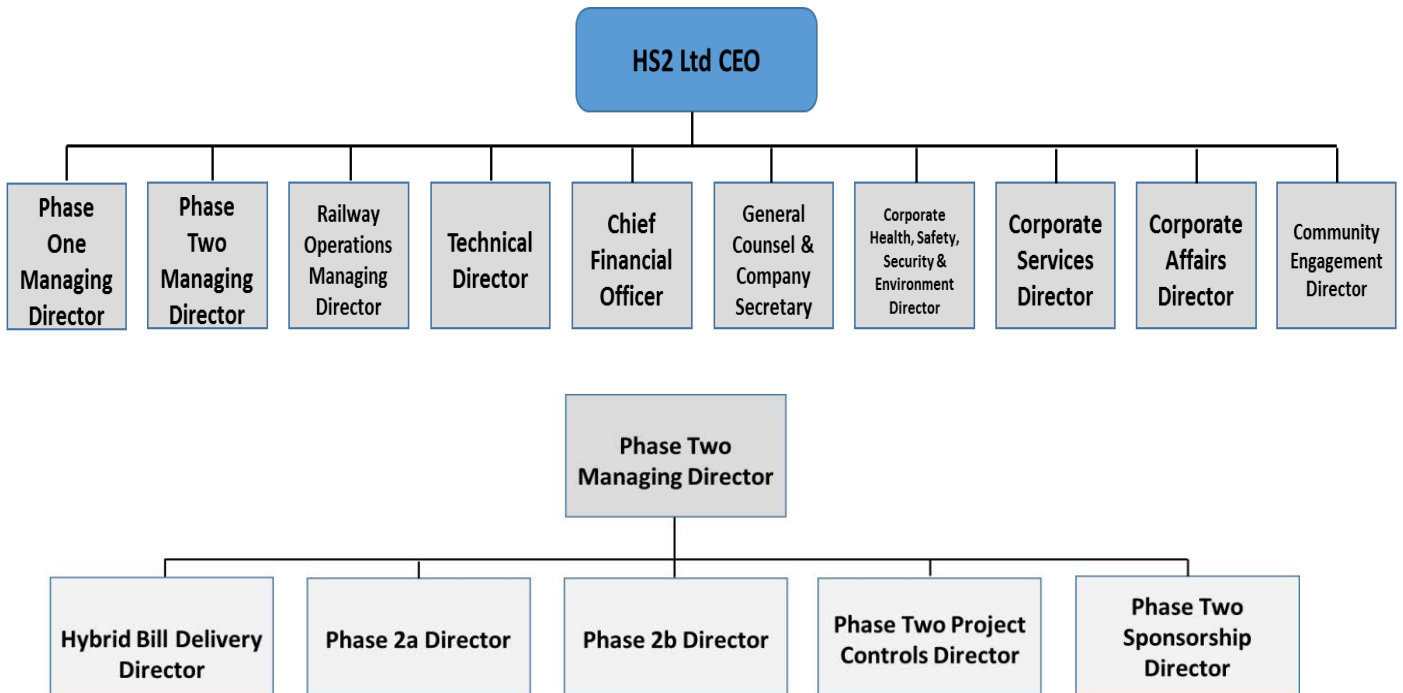 HS2 Ltd CEO
Phase
One
Managing
Director
Phase
Two
Managing
Director
Railway
Operations
Managing
Director
Technical
Director
Chief
Financial
Officer
General
Counsel &
Company
Secretary
Corporate
Health, Safety,
Security &
Environment
Director
Corporate
Services
Director
Corporate
Affairs
Director
Community
Engagement
Director
Phase Two
Managing Director
Hybrid Bill Delivery
Director
Phase 2a Director
Phase 2b Director
Phase Two Project
Controls Director
Phase Two
Sponsorship
Director